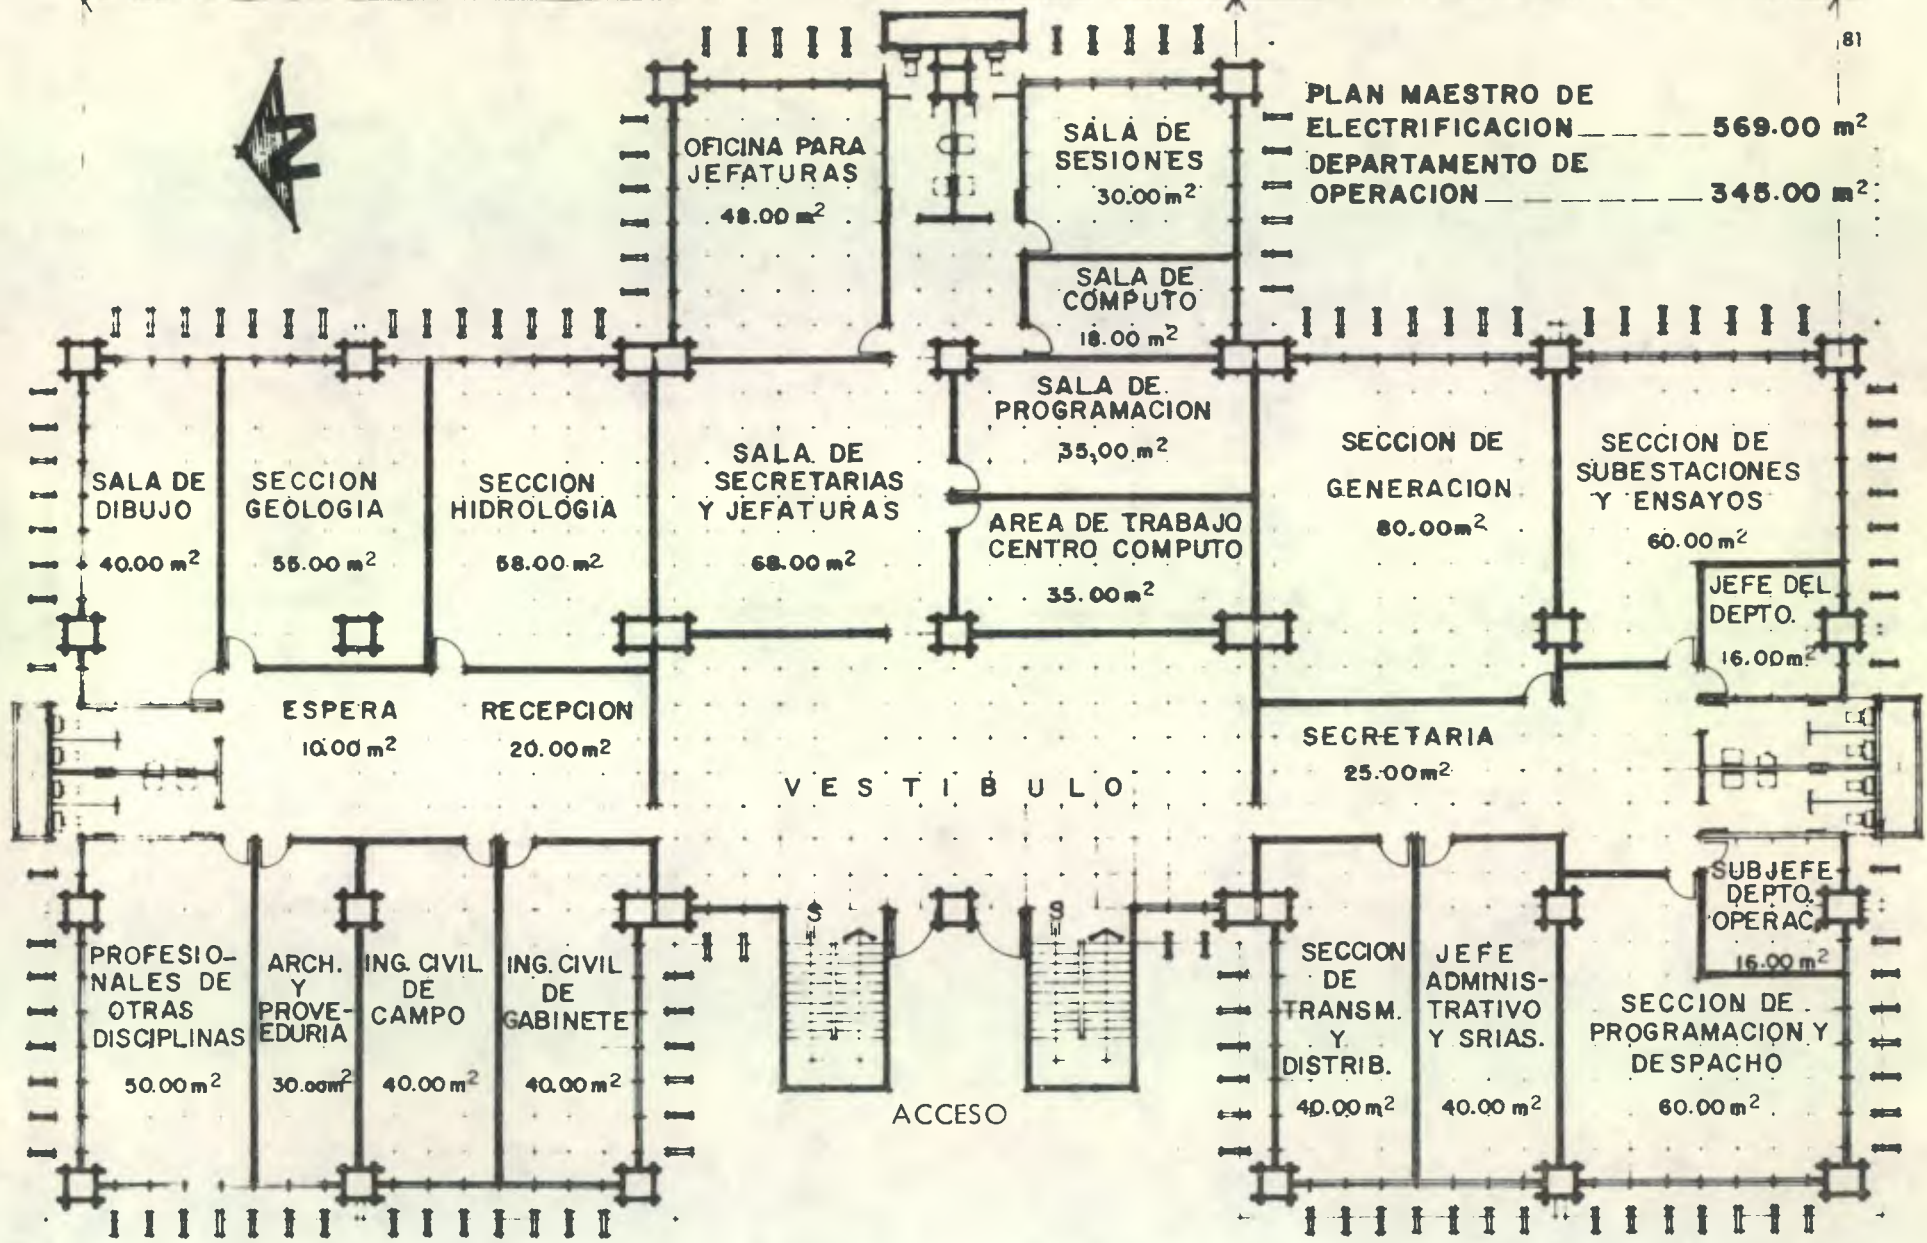 81
PLAN MAESTRO DE
ELECTRIFICACION 569.00 m²
DEPARTAMENTO DE
OPERACION 345.00 m²
OFICINA PARA
JEFATURAS
48.00 m²
SALA DE
SESIONES
30.00 m²
SALA DE
COMPUTO
18.00 m²
SALA DE
DIBUJO
40.00 m²
SECCION
GEOLOGIA
55.00 m²
SECCION
HIDROLOGIA
58.00 m²
SALA DE
SECRETARIAS
Y JEFATURAS
68.00 m²
SALA DE
PROGRAMACION
35,00 m²
AREA DE TRABAJO
CENTRO COMPUTO
35.00 m²
SECCION DE
GENERACION
80.00 m²
SECCION DE
SUBESTACIONES
Y ENSAYOS
60.00 m²
JEFE DEL
DEPTO.
16.00 m²
ESPERA
10.00 m²
RECEPCION
20.00 m²
VESTIBULO
SECRETARIA
25.00 m²
SUBJEFE
DEPTO.
OPERAC.
16.00 m²
PROFESIO-
NALES DE
OTRAS
DISCIPLINAS
50.00 m²
ARCH.
Y
PROVE-
EDURIA
30.00 m²
ING. CIVIL
DE
CAMPO
40.00 m²
ING. CIVIL
DE
GABINETE
40.00 m²
S
S
ACCESO
SECCION
DE
TRANSM.
Y
DISTRIB.
40.00 m²
JEFE
ADMINIS-
TRATIVO
Y SRIAS.
40.00 m²
SECCION DE
PROGRAMACION Y
DESPACHO
60.00 m²